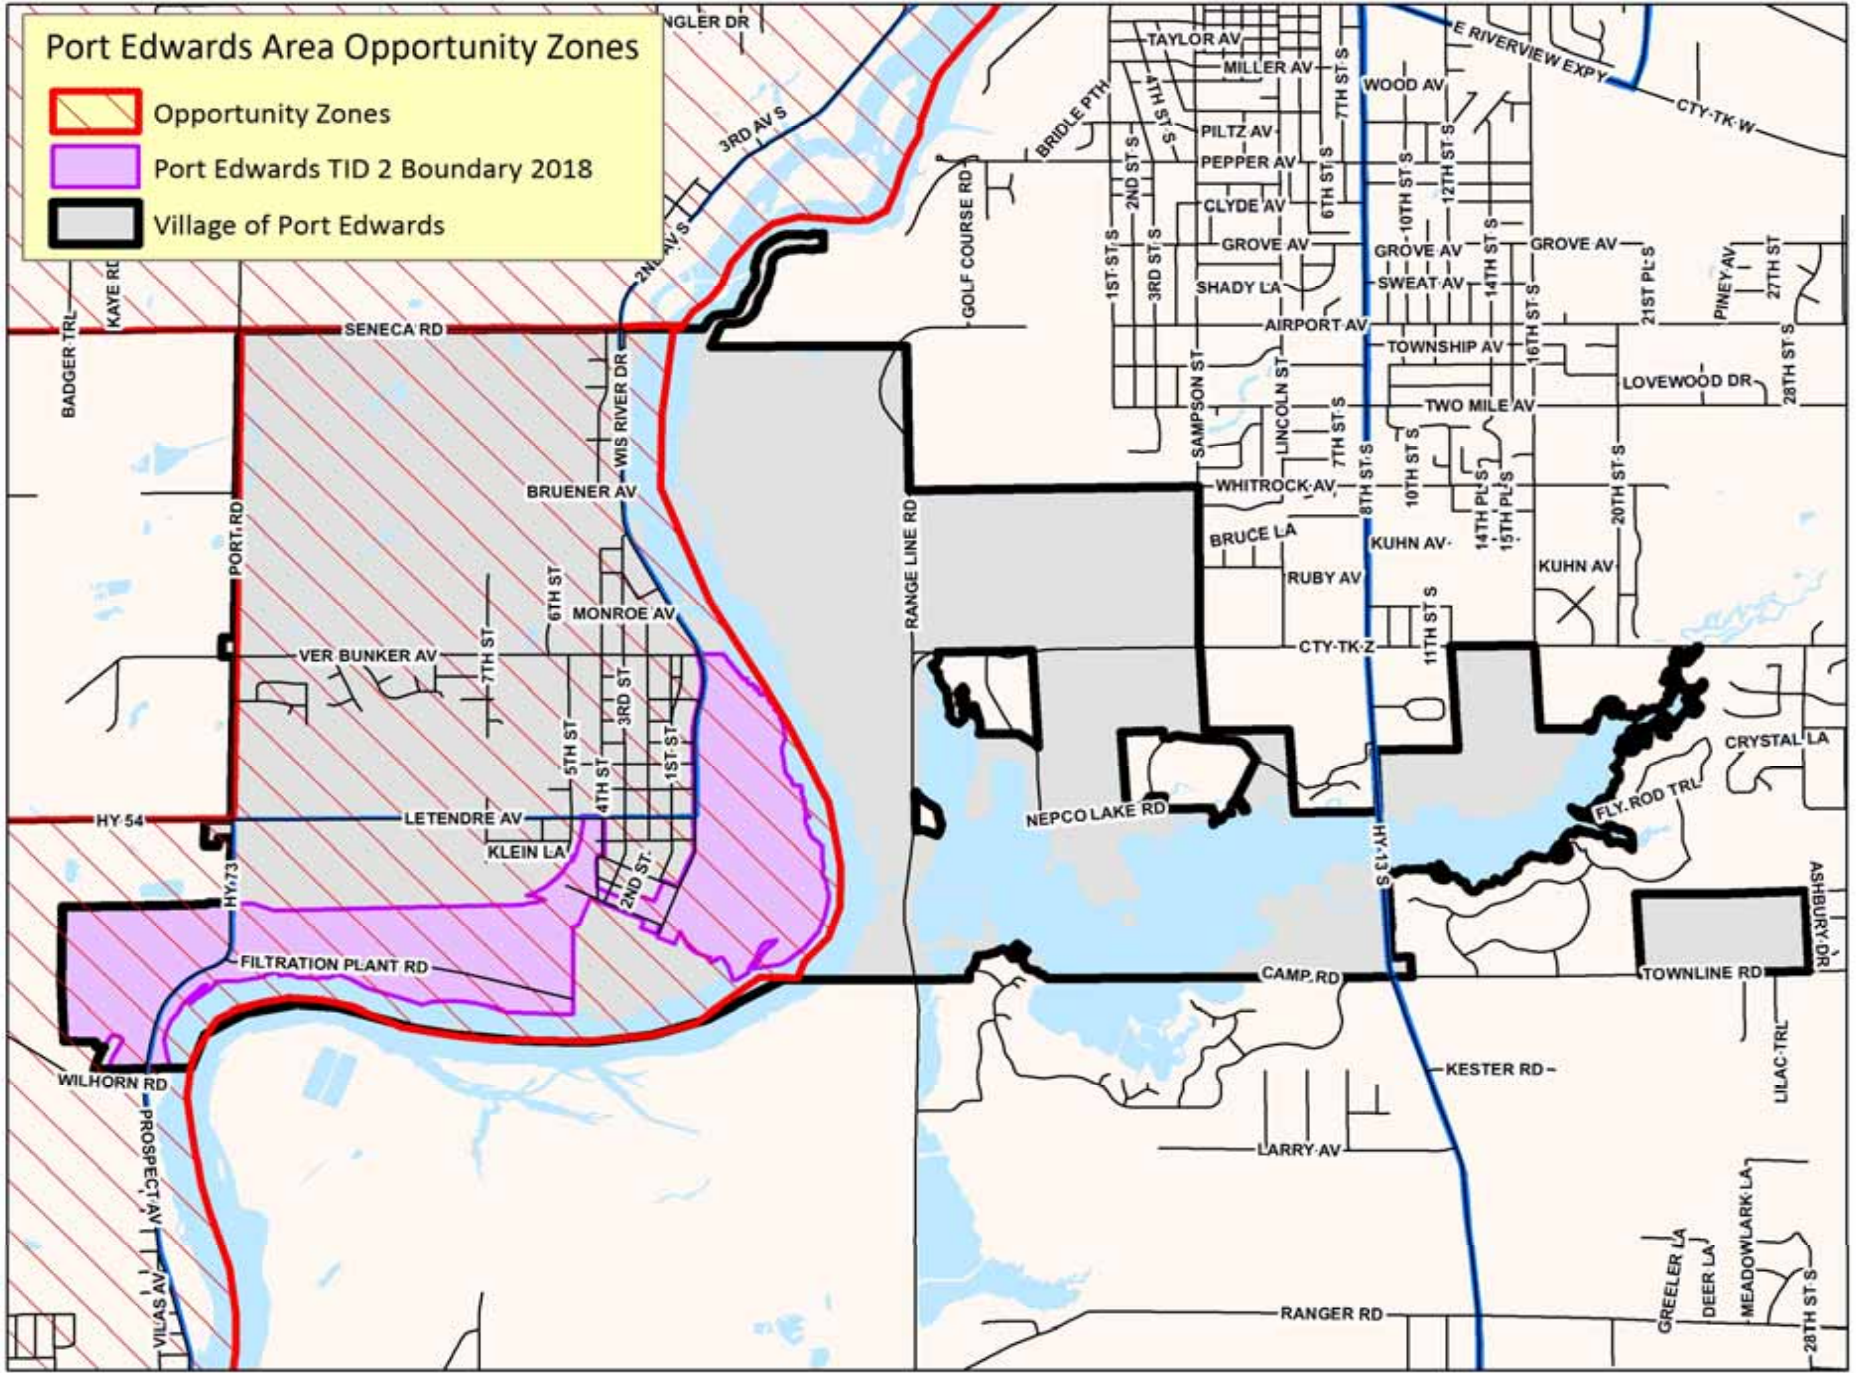 Port Edwards Area Opportunity Zones
Opportunity Zones
Port Edwards TID 2 Boundary 2018
Village of Port Edwards
NGLER DR
TAYLOR AV
MILLER AV
E RIVERVIEW EXPY
WOOD AV
CTY-TK-W
3RD AV S
BRIDLE PTH
4TH ST S
7TH ST S
PILTZ AV
PEPPER AV
2ND ST S
6TH ST S
10TH ST S
12TH ST S
CLYDE AV
GOLF COURSE RD
2ND AV S
GROVE AV
GROVE AV
GROVE AV
1ST ST S
3RD ST S
14TH ST S
21ST PL S
PINEY AV
27TH ST
KAYE RD
SHADY LA
SWEAT AV
BADGER TRL
SENECA RD
AIRPORT AV
16TH ST S
TOWNSHIP AV
28TH ST S
LOVEWOOD DR
SAMPSON ST
LINCOLN ST
TWO MILE AV
WIS RIVER DR
7TH ST S
10TH ST S
BRUENER AV
WHITROCK AV
8TH ST S
14TH PL S
15TH PL S
20TH ST S
PORT RD
RANGE LINE RD
BRUCE LA
KUHN AV
KUHN AV
RUBY AV
6TH ST
MONROE AV
11TH ST S
VER BUNKER AV
7TH ST
CTY-TK-Z
3RD ST
5TH ST
1ST ST
4TH ST
CRYSTAL LA
HY 54
LETENDRE AV
NEPCO LAKE RD
FLY ROD TRL
KLEIN LA
2ND ST
HY 73
HY-13 S
ASHBURY DR
FILTRATION PLANT RD
CAMP RD
TOWNLINE RD
WILHORN RD
KESTER RD
LILAC TRL
PROSPECT AV
LARRY AV
VILAS AV
RANGER RD
GREELER LA
DEER LA
MEADOWLARK LA
28TH ST S